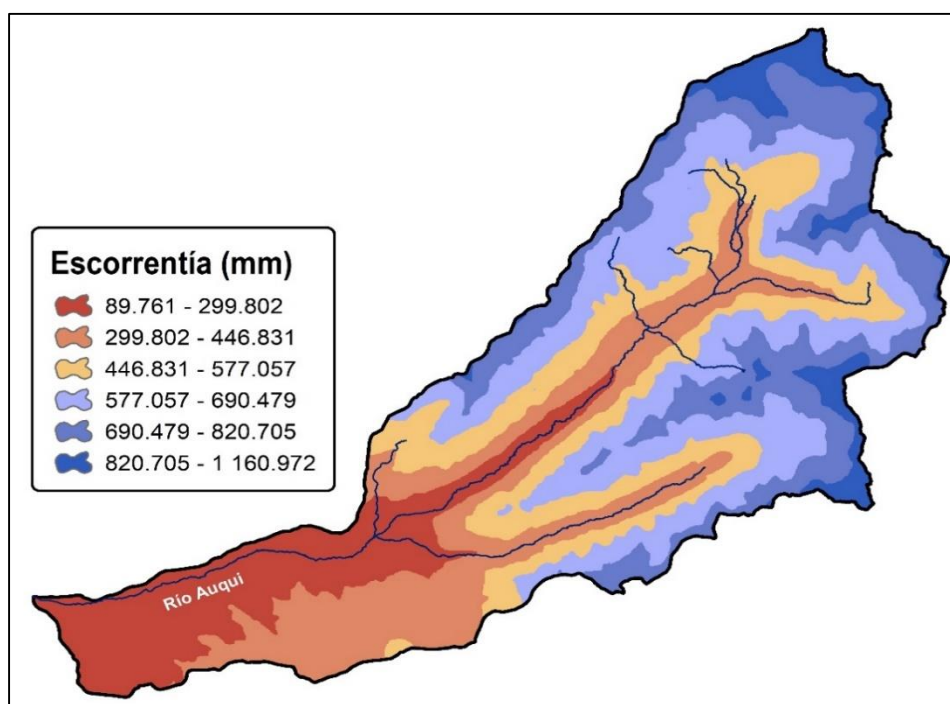 Escorrentía (mm)
89.761 - 299.802
299.802 - 446.831
446.831 - 577.057
577.057 - 690.479
690.479 - 820.705
820.705 - 1 160.972
Río Auqui